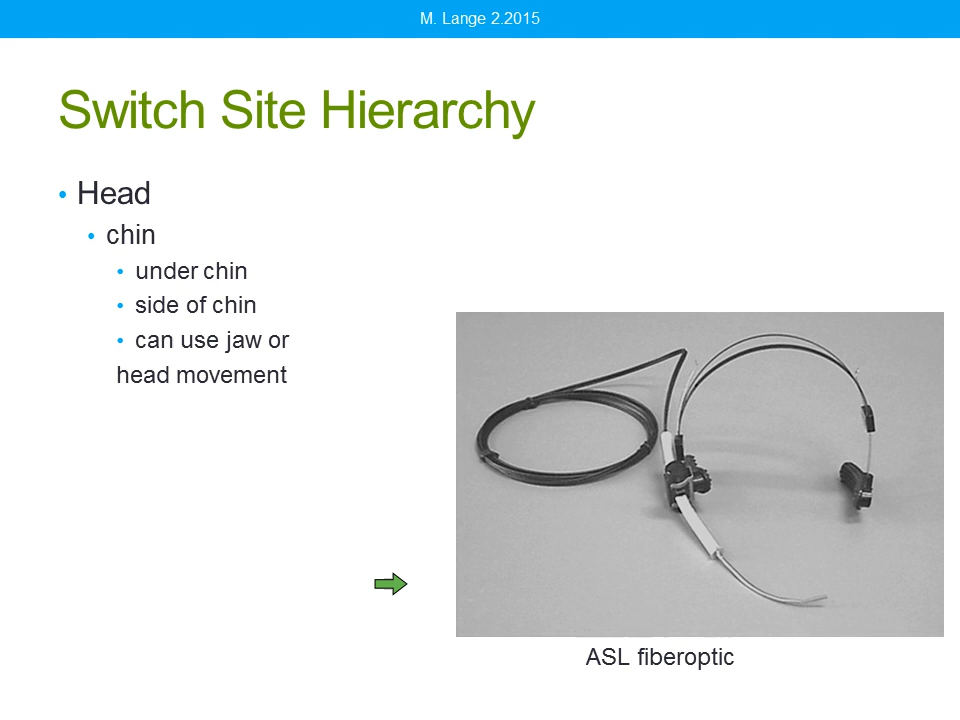 M. Lange 2.2015
Switch Site Hierarchy
• Head
• chin
• under chin
• side of chin
• can use jaw or
head movement
ASL fiberoptic